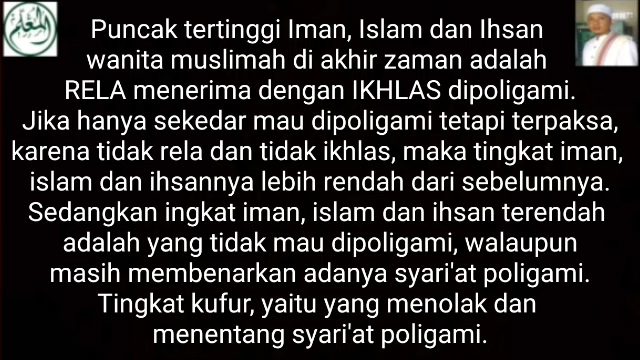 Puncak tertinggi Iman, Islam dan Ihsan
wanita muslimah di akhir zaman adalah
RELA menerima dengan IKHLAS dipoligami.
Jika hanya sekedar mau dipoligami tetapi terpaksa,
karena tidak rela dan tidak ikhlas, maka tingkat iman,
islam dan ihsannya lebih rendah dari sebelumnya.
Sedangkan ingkat iman, islam dan ihsan terendah
adalah yang tidak mau dipoligami, walaupun
masih membenarkan adanya syari'at poligami.
Tingkat kufur, yaitu yang menolak dan
menentang syari'at poligami.